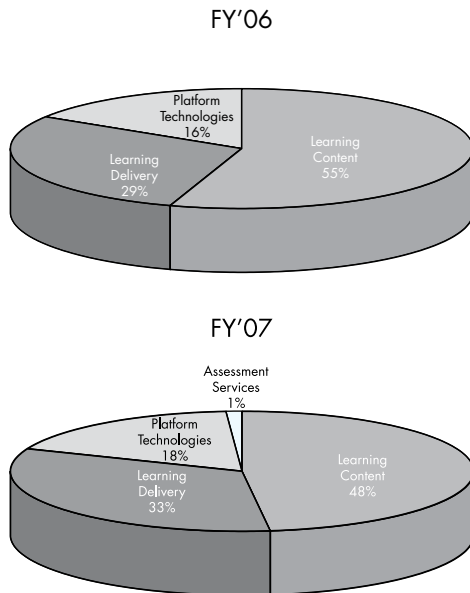 FY'06
Platform
Technologies
16%
Learning
Content
55%
Learning
Delivery
29%
FY'07
Assessment
Services
1%
Platform
Technologies
18%
Learning
Content
48%
Learning
Delivery
33%